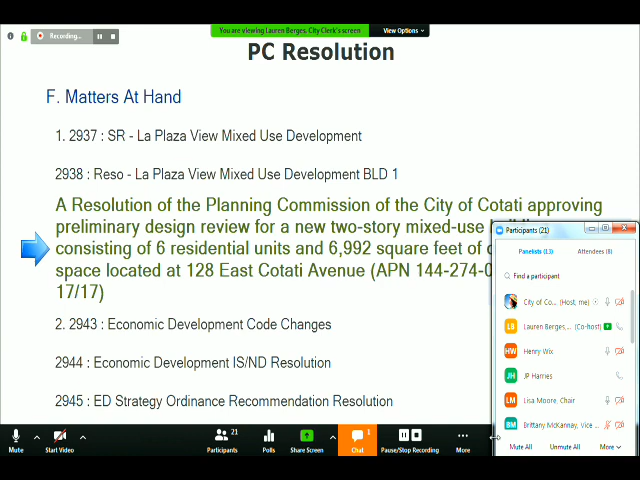 Recording...
You are viewing Lauren Berges, City Clerk's screen
View Options
PC Resolution
F. Matters At Hand
1. 2937 : SR - La Plaza View Mixed Use Development
2938 : Reso - La Plaza View Mixed Use Development BLD 1
A Resolution of the Planning Commission of the City of Cotati approving
preliminary design review for a new two-story mixed-use
consisting of 6 residential units and 6,992 square feet of
space located at 128 East Cotati Avenue (APN 144-274-0
17/17)
2. 2943 : Economic Development Code Changes
2944 : Economic Development IS/ND Resolution
2945 : ED Strategy Ordinance Recommendation Resolution
Participants (21)
Panelists (13) Attendees (8)
Find a participant
City of Co... (Host, me)
LB Lauren Berges,... (Co-host)
HW Henry Wix
JH JP Harries
LM Lisa Moore, Chair
BM Brittany McKannay, Vice ...
Mute All Unmute All More
Mute Start Video Participants 21 Polls Share Screen Chat 1 Pause/Stop Recording More